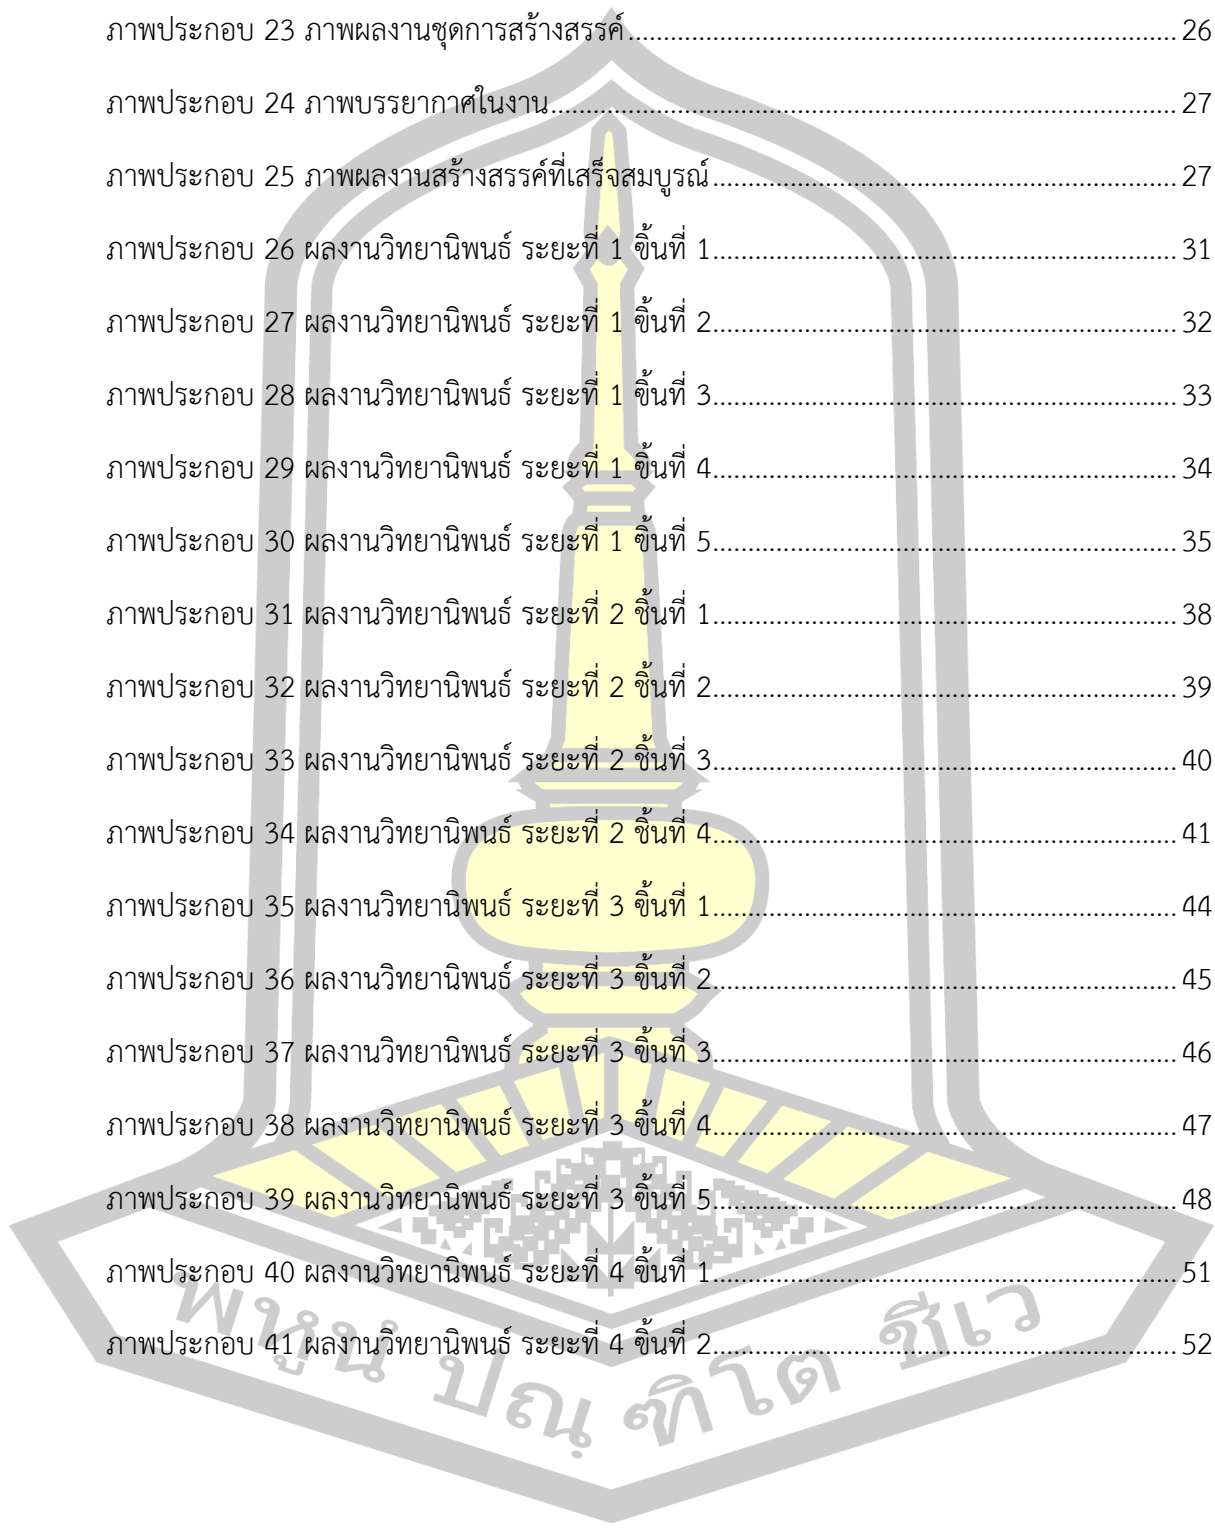 ภาพประกอบ 23 ภาพผลงานชุดการสร้างสรรค์.......................................................................... 26
ภาพประกอบ 24 ภาพบรรยากาศในงาน..................................................................................... 27
ภาพประกอบ 25 ภาพผลงานสร้างสรรค์ที่เสร็จสมบูรณ์.............................................................. 27
ภาพประกอบ 26 ผลงานวิทยานิพนธ์ ระยะที่ 1 ชิ้นที่ 1.............................................................. 31
ภาพประกอบ 27 ผลงานวิทยานิพนธ์ ระยะที่ 1 ชิ้นที่ 2.............................................................. 32
ภาพประกอบ 28 ผลงานวิทยานิพนธ์ ระยะที่ 1 ชิ้นที่ 3.............................................................. 33
ภาพประกอบ 29 ผลงานวิทยานิพนธ์ ระยะที่ 1 ชิ้นที่ 4.............................................................. 34
ภาพประกอบ 30 ผลงานวิทยานิพนธ์ ระยะที่ 1 ชิ้นที่ 5.............................................................. 35
ภาพประกอบ 31 ผลงานวิทยานิพนธ์ ระยะที่ 2 ชิ้นที่ 1.............................................................. 38
ภาพประกอบ 32 ผลงานวิทยานิพนธ์ ระยะที่ 2 ชิ้นที่ 2.............................................................. 39
ภาพประกอบ 33 ผลงานวิทยานิพนธ์ ระยะที่ 2 ชิ้นที่ 3.............................................................. 40
ภาพประกอบ 34 ผลงานวิทยานิพนธ์ ระยะที่ 2 ชิ้นที่ 4.............................................................. 41
ภาพประกอบ 35 ผลงานวิทยานิพนธ์ ระยะที่ 3 ชิ้นที่ 1.............................................................. 44
ภาพประกอบ 36 ผลงานวิทยานิพนธ์ ระยะที่ 3 ชิ้นที่ 2.............................................................. 45
ภาพประกอบ 37 ผลงานวิทยานิพนธ์ ระยะที่ 3 ชิ้นที่ 3.............................................................. 46
ภาพประกอบ 38 ผลงานวิทยานิพนธ์ ระยะที่ 3 ชิ้นที่ 4.............................................................. 47
ภาพประกอบ 39 ผลงานวิทยานิพนธ์ ระยะที่ 3 ชิ้นที่ 5.............................................................. 48
ภาพประกอบ 40 ผลงานวิทยานิพนธ์ ระยะที่ 4 ชิ้นที่ 1.............................................................. 51
ภาพประกอบ 41 ผลงานวิทยานิพนธ์ ระยะที่ 4 ชิ้นที่ 2.............................................................. 52
พหูนํ ปณฺฑิโต ชีเว